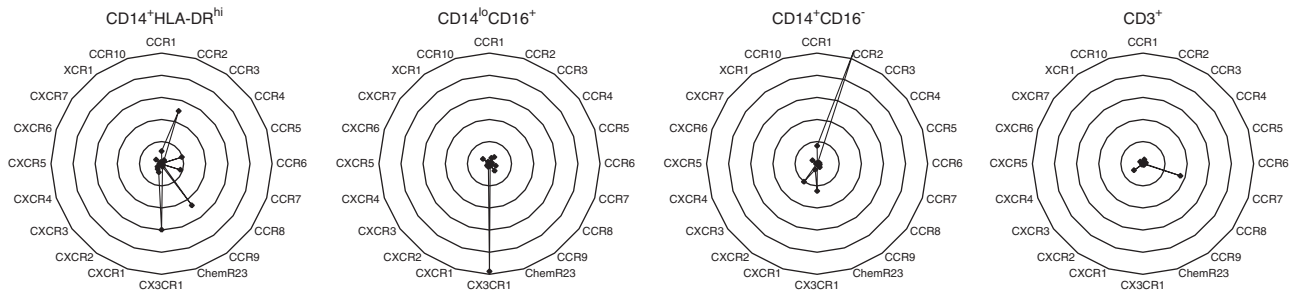 CD14+HLA-DRhi
CCR1
CCR2
CCR3
CCR4
CCR5
CCR6
CCR7
CCR8
CCR9
ChemR23
CX3CR1
CXCR1
CXCR2
CXCR3
CXCR4
CXCR5
CXCR6
CXCR7
XCR1
CCR10
CD14loCD16+
CCR1
CCR2
CCR3
CCR4
CCR5
CCR6
CCR7
CCR8
CCR9
ChemR23
CX3CR1
CXCR1
CXCR2
CXCR3
CXCR4
CXCR5
CXCR6
CXCR7
XCR1
CCR10
CD14+CD16-
CCR1
CCR2
CCR3
CCR4
CCR5
CCR6
CCR7
CCR8
CCR9
ChemR23
CX3CR1
CXCR1
CXCR2
CXCR3
CXCR4
CXCR5
CXCR6
CXCR7
XCR1
CCR10
CD3+
CCR1
CCR2
CCR3
CCR4
CCR5
CCR6
CCR7
CCR8
CCR9
ChemR23
CX3CR1
CXCR1
CXCR2
CXCR3
CXCR4
CXCR5
CXCR6
CXCR7
XCR1
CCR10